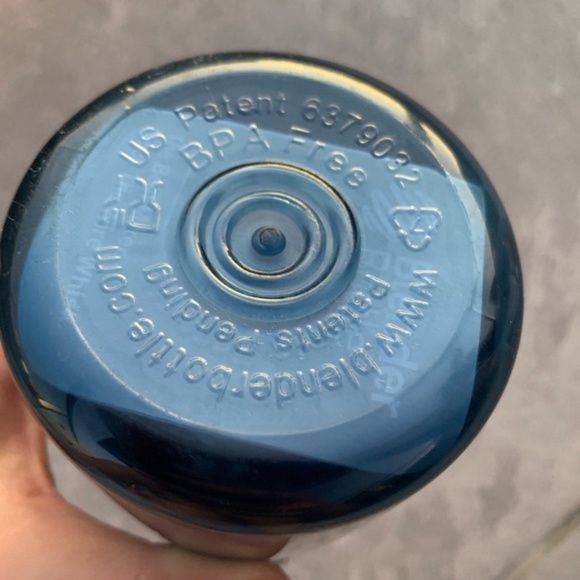 US Patent 6379032
BPA Free
Patents Pending
www.blenderbottle.com